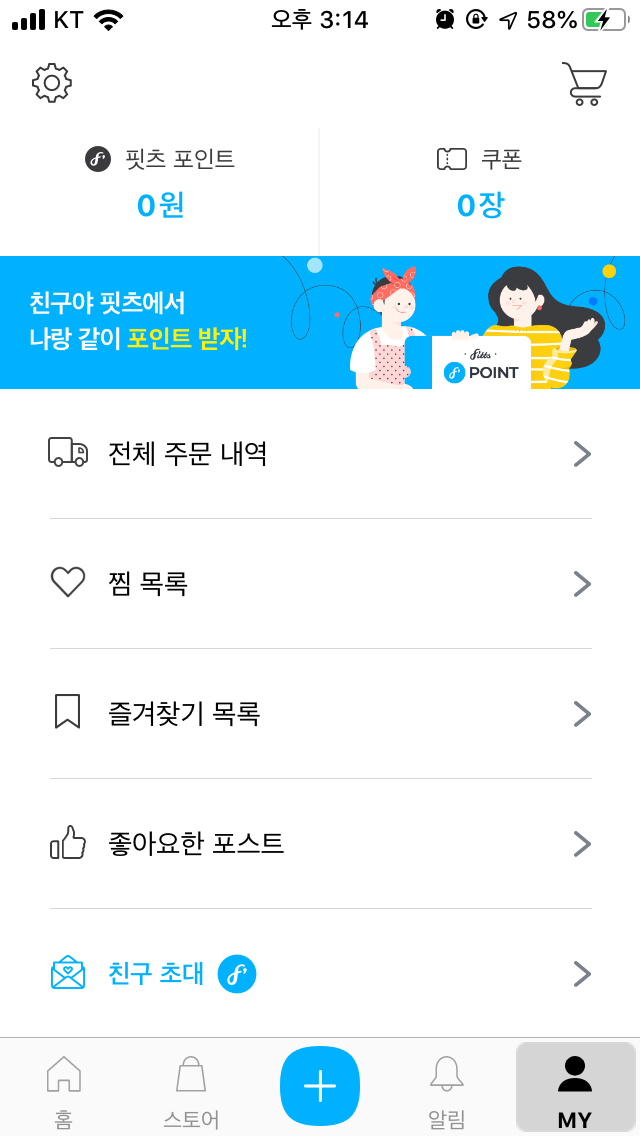 KT 오후 3:14 58%
핏츠 포인트
0원
쿠폰
0장
친구야 핏츠에서
나랑 같이 포인트 받자!
Fitts
POINT
전체 주문 내역
찜 목록
즐겨찾기 목록
좋아요한 포스트
친구 초대
홈
스토어
알림
MY